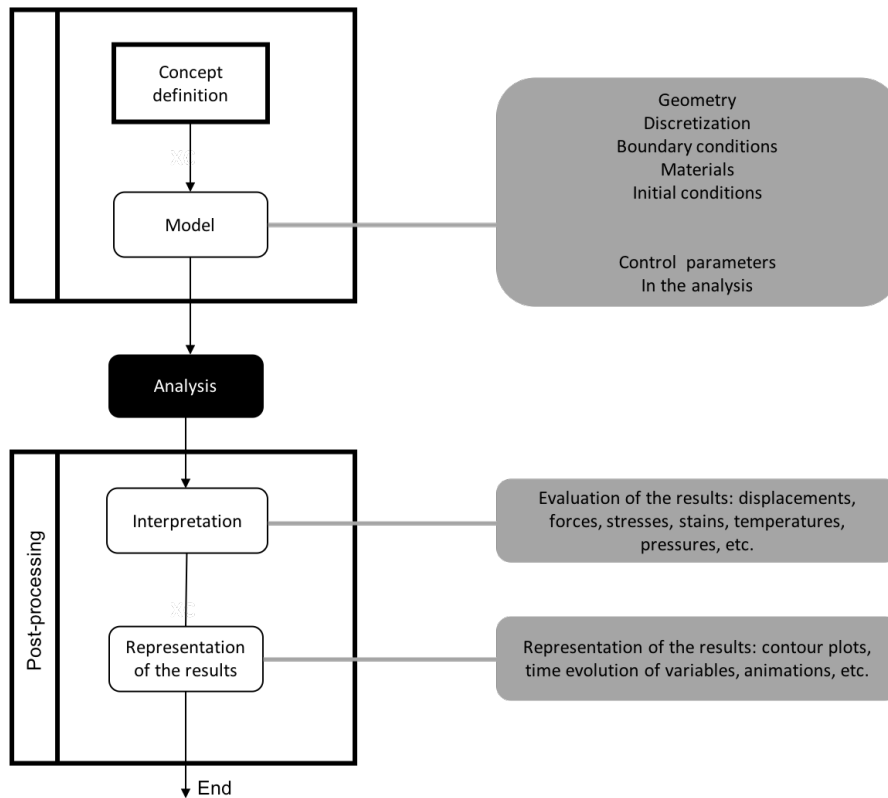 Concept
definition
Model
Geometry
Discretization
Boundary conditions
Materials
Initial conditions
Control parameters
In the analysis
Analysis
Post-processing
Interpretation
Evaluation of the results: displacements,
forces, stresses, stains, temperatures,
pressures, etc.
Representation
of the results
Representation of the results: contour plots,
time evolution of variables, animations, etc.
End